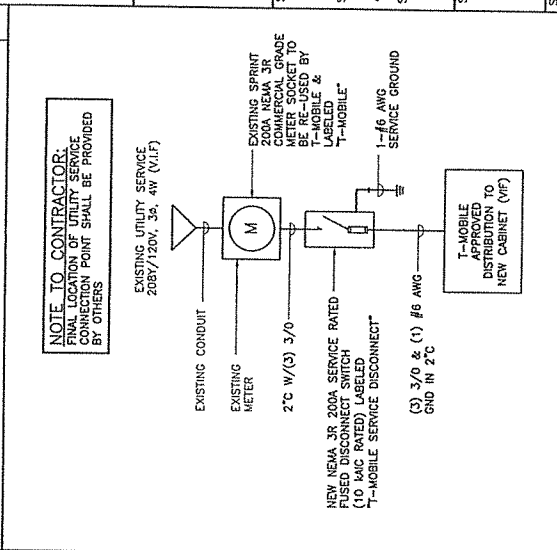 NOTE TO CONTRACTOR:
FINAL LOCATION OF UTILITY SERVICE
CONNECTION POINT SHALL BE PROVIDED
BY OTHERS
EXISTING UTILITY SERVICE
208Y/120V, 3ø, 4W (V.I.F)
EXISTING CONDUIT
EXISTING
METER
M
EXISTING SPRINT
200A NEMA 3R
COMMERCIAL GRADE
METER SOCKET TO
BE RE-USED BY
T-MOBILE &
LABELED
T-MOBILE"
2"C W/(3) 3/0
NEW NEMA 3R 200A SERVICE RATED
FUSED DISCONNECT SWITCH
(10 kAIC RATED) LABELED
"T-MOBILE SERVICE DISCONNECT"
1-#6 AWG
SERVICE GROUND
(3) 3/0 & (1) #6 AWG
GND IN 2"C
T-MOBILE
APPROVED
DISTRIBUTION TO
NEW CABINET (VIF)